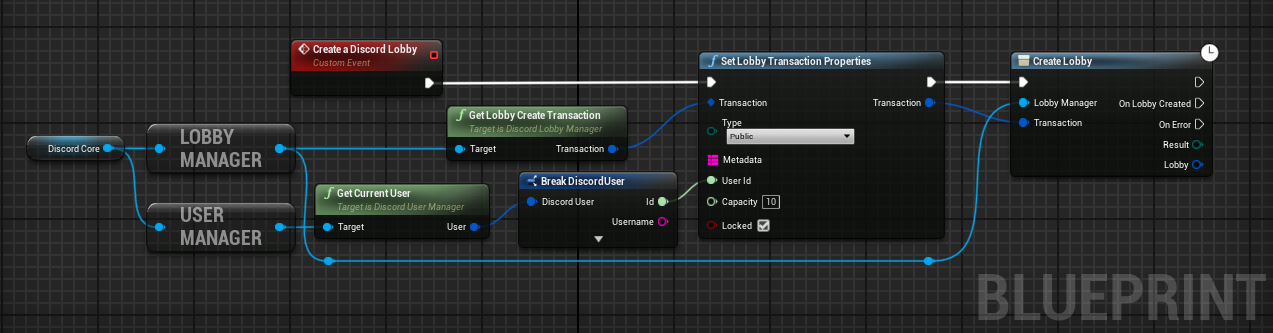 Create a Discord Lobby
Custom Event
Discord Core
LOBBY
MANAGER
USER
MANAGER
Get Lobby Create Transaction
Target is Discord Lobby Manager
Target
Transaction
Get Current User
Target is Discord User Manager
Target
User
Break DiscordUser
Discord User
Id
Username
Set Lobby Transaction Properties
Transaction
Transaction
Type
Public
Metadata
User Id
Capacity
10
Locked
Create Lobby
Lobby Manager
On Lobby Created
Transaction
On Error
Result
Lobby
BLUEPRINT